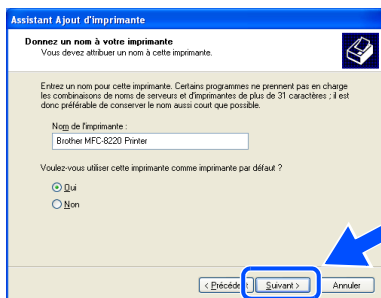 Assistant Ajout d'imprimante
Donnez un nom à votre imprimante
Vous devez attribuer un nom à cette imprimante.
Entrez un nom pour cette imprimante. Certains programmes ne prennent pas en charge
les combinaisons de noms de serveurs et d'imprimantes de plus de 31 caractères ; il est
donc préférable de conserver le nom aussi court que possible.
Nom de l'imprimante :
Brother MFC-8220 Printer
Voulez-vous utiliser cette imprimante comme imprimante par défaut ?
Oui
Non
< Précédent Suivant > Annuler